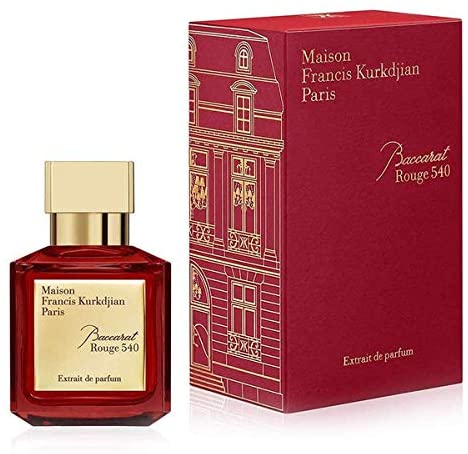 Maison
Francis Kurkdjian
Paris
Baccarat
Rouge 540
Extrait de parfum
Maison
Francis Kurkdjian
Paris
Baccarat
Rouge 540
Extrait de parfum